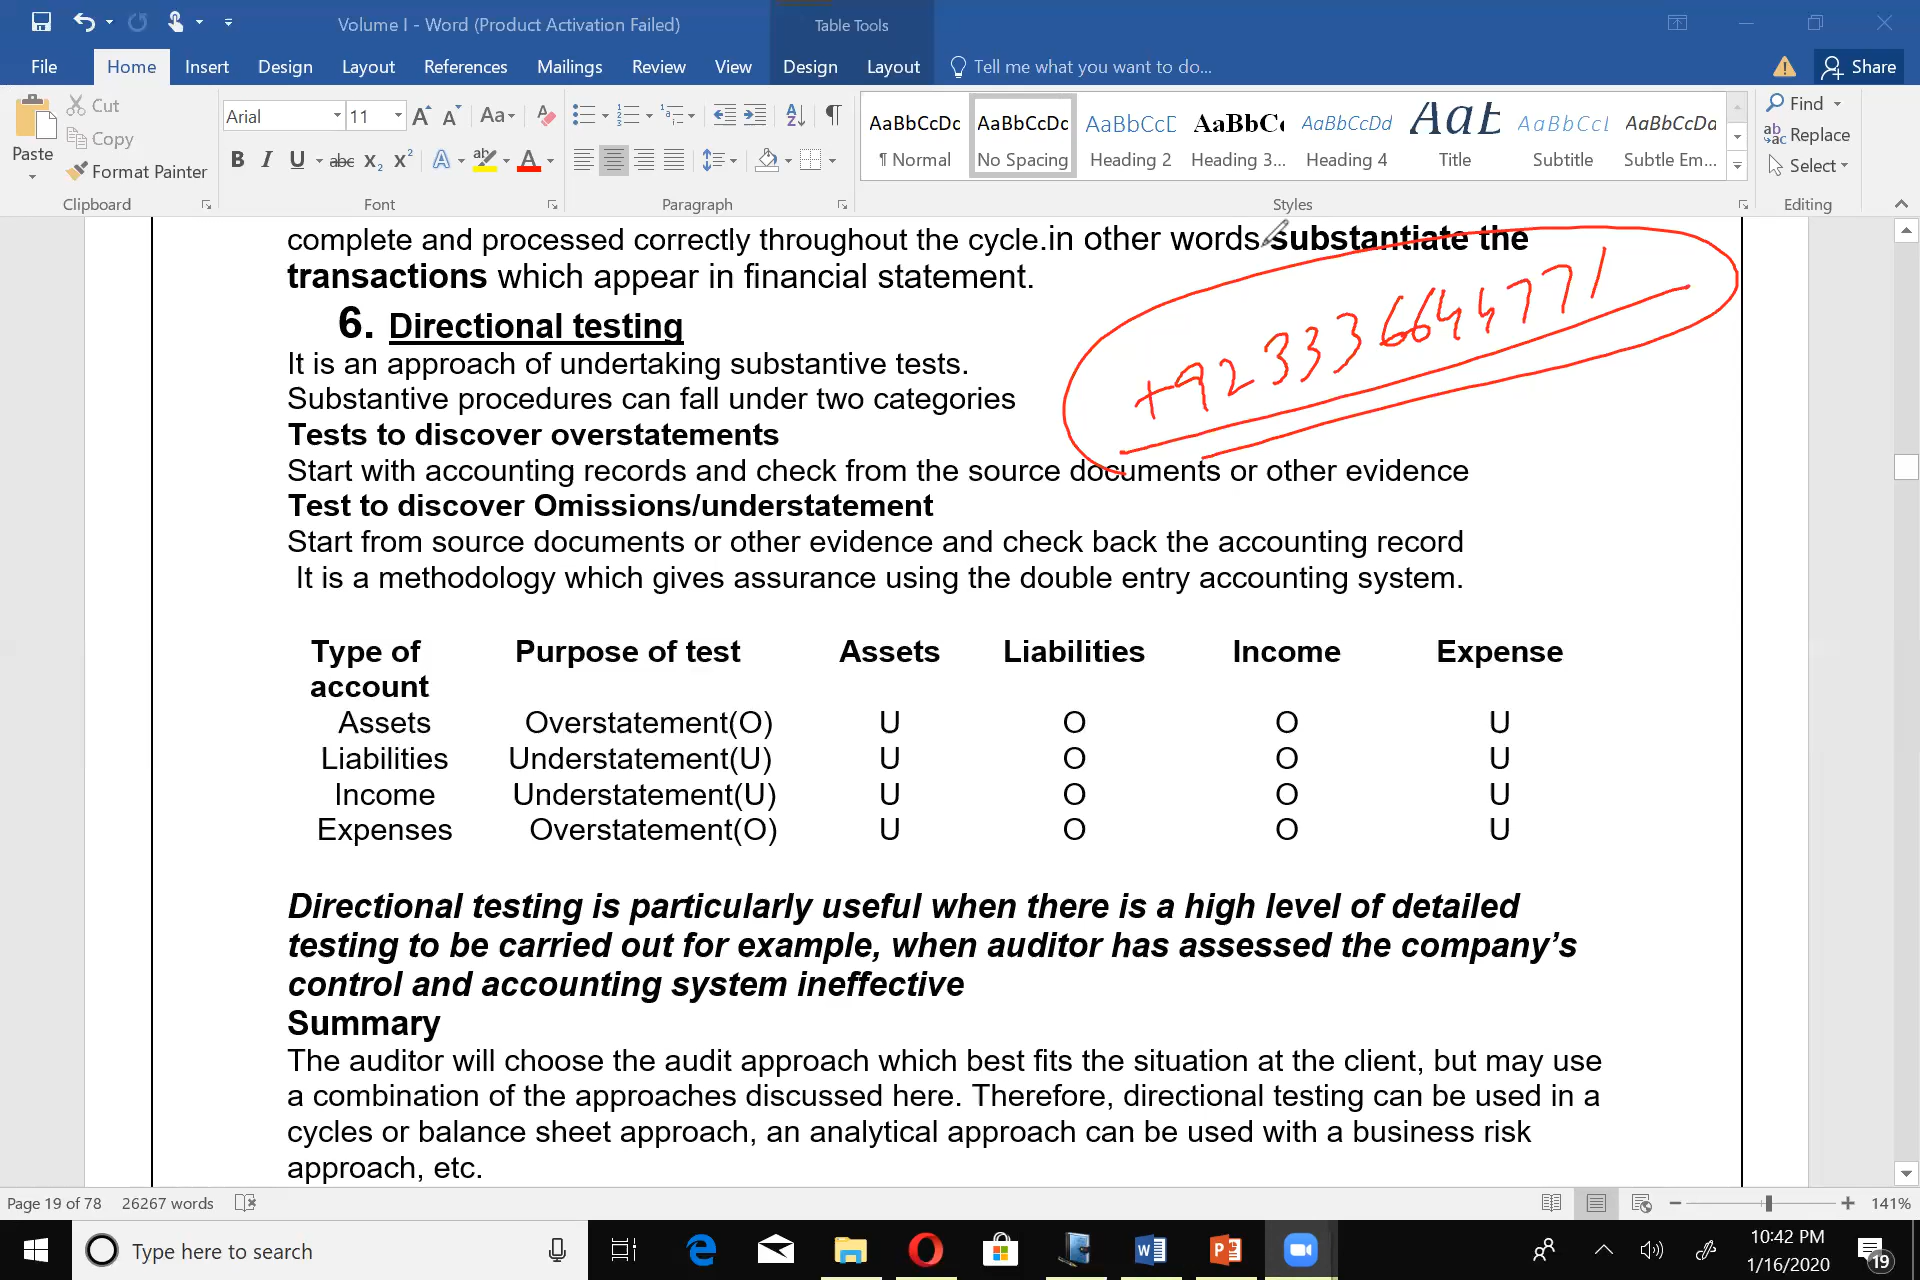 Volume I - Word (Product Activation Failed)
Table Tools
File Home Insert Design Layout References Mailings Review View Design Layout Tell me what you want to do... Share
Paste
Cut
Copy
Format Painter
Clipboard
Arial 11
Font
Paragraph
AaBbCcDc AaBbCcDc AaBbCcD AaBbCc AaBbCcDd AaB AaBbCcD AaBbCcDd
¶ Normal No Spacing Heading 2 Heading 3... Heading 4 Title Subtitle Subtle Em...
Styles
Find
Replace
Select
Editing
complete and processed correctly throughout the cycle.in other words substantiate the
transactions which appear in financial statement.
+923336644771
6. Directional testing
It is an approach of undertaking substantive tests.
Substantive procedures can fall under two categories
Tests to discover overstatements
Start with accounting records and check from the source documents or other evidence
Test to discover Omissions/understatement
Start from source documents or other evidence and check back the accounting record
It is a methodology which gives assurance using the double entry accounting system.
Type of account Purpose of test Assets Liabilities Income Expense
Assets Overstatement(O) U O O U
Liabilities Understatement(U) U O O U
Income Understatement(U) U O O U
Expenses Overstatement(O) U O O U
Directional testing is particularly useful when there is a high level of detailed
testing to be carried out for example, when auditor has assessed the company’s
control and accounting system ineffective
Summary
The auditor will choose the audit approach which best fits the situation at the client, but may use
a combination of the approaches discussed here. Therefore, directional testing can be used in a
cycles or balance sheet approach, an analytical approach can be used with a business risk
approach, etc.
Page 19 of 78 26267 words 141%
Type here to search
10:42 PM
1/16/2020
19